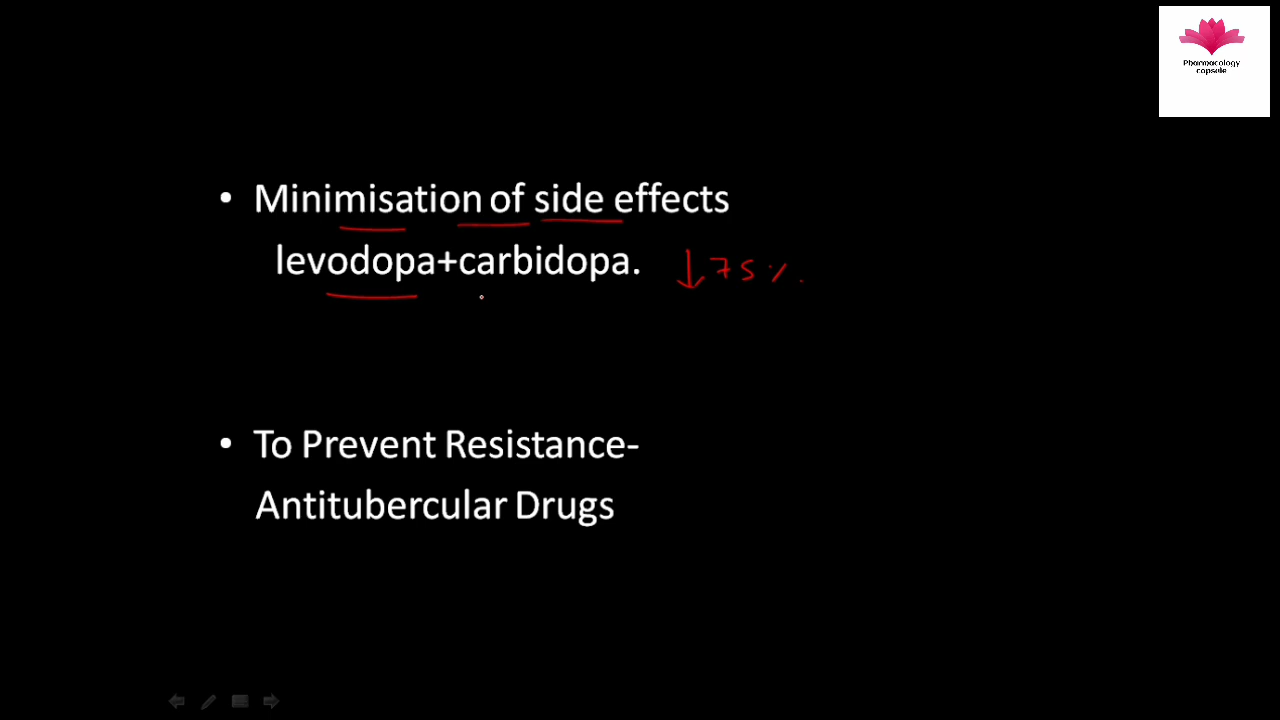 Pharmacology
capsule
• Minimisation of side effects
levodopa+carbidopa. ↓75%.
• To Prevent Resistance-
Antitubercular Drugs